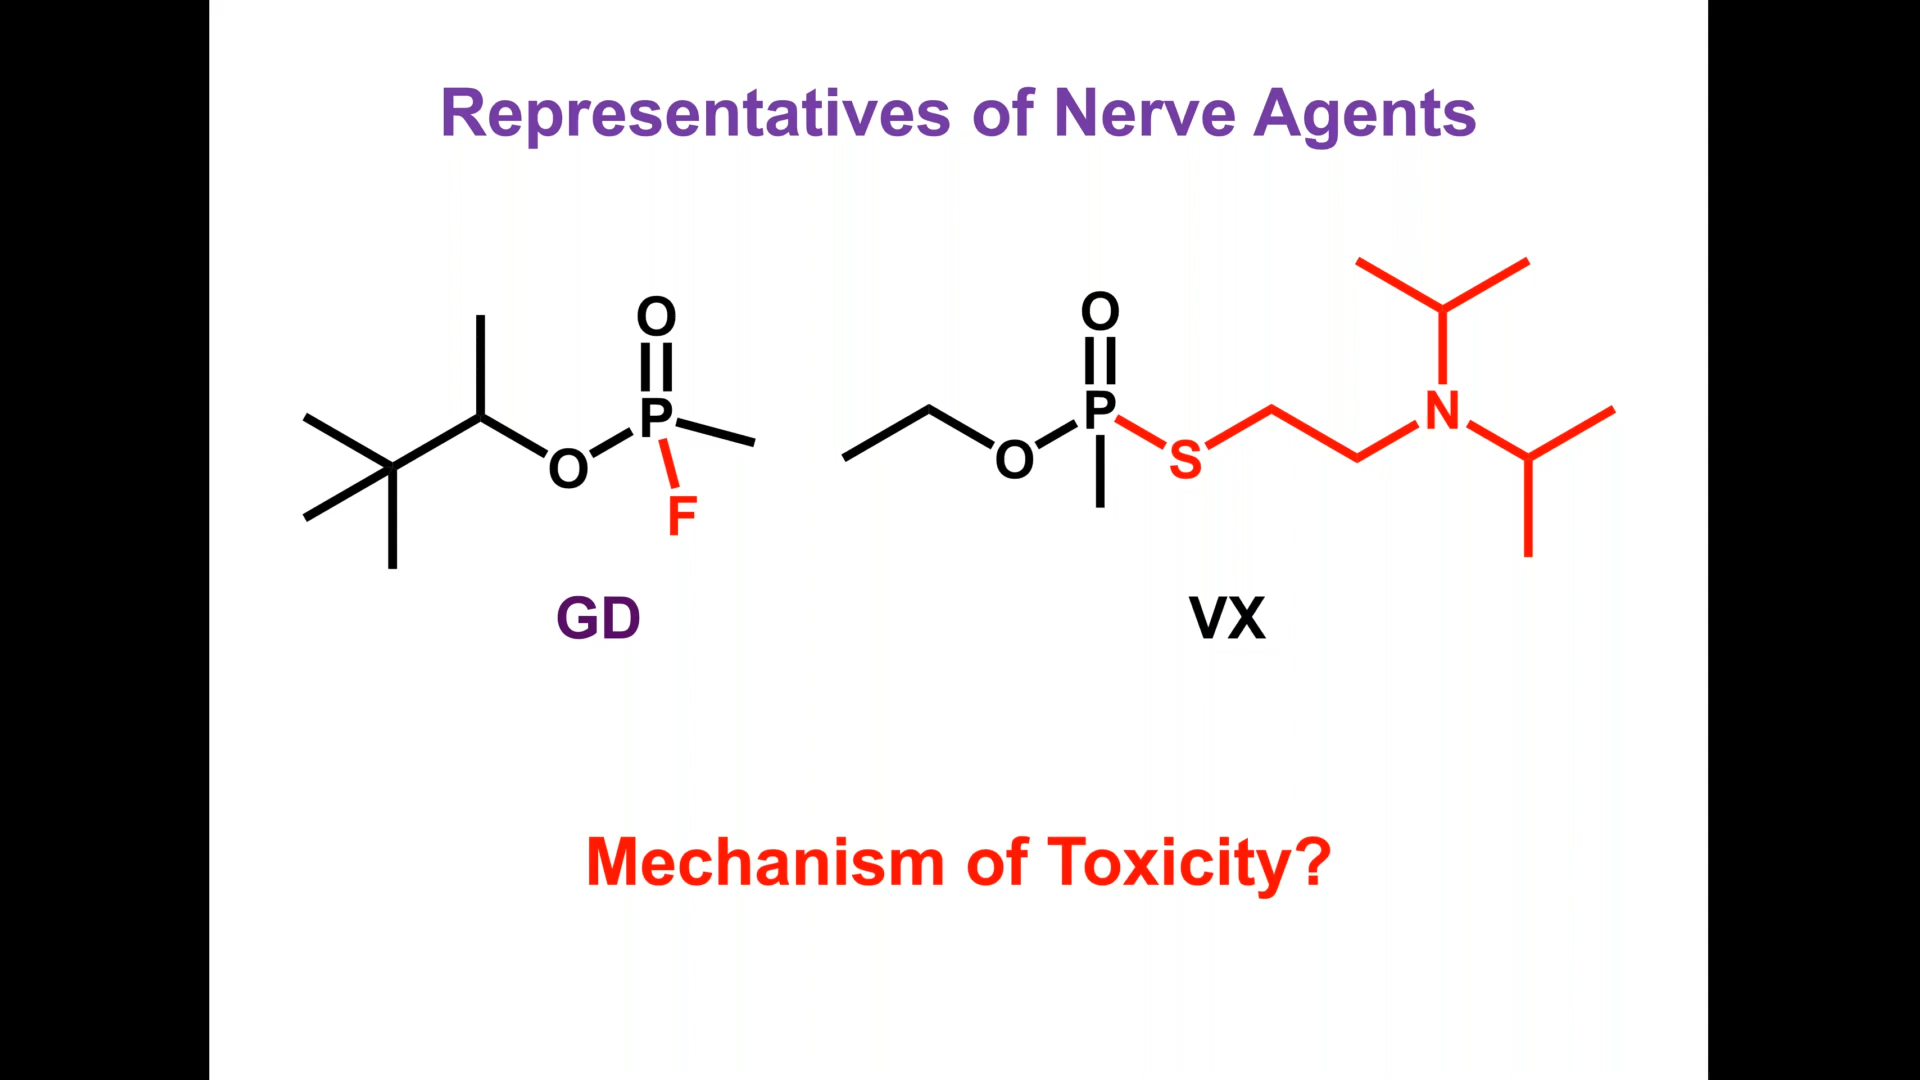 Representatives of Nerve Agents
O
P
O
F
O
P
O
S
N
GD
VX
Mechanism of Toxicity?